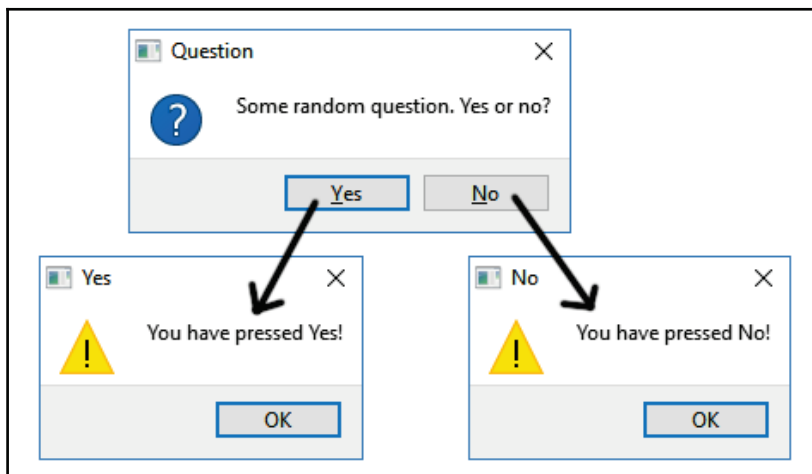 Question
Some random question. Yes or no?
Yes No
Yes
You have pressed Yes!
OK
No
You have pressed No!
OK